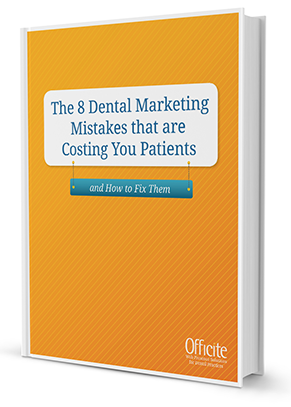 The 8 Dental Marketing
Mistakes that are
Costing You Patients
and How to Fix Them
Officite